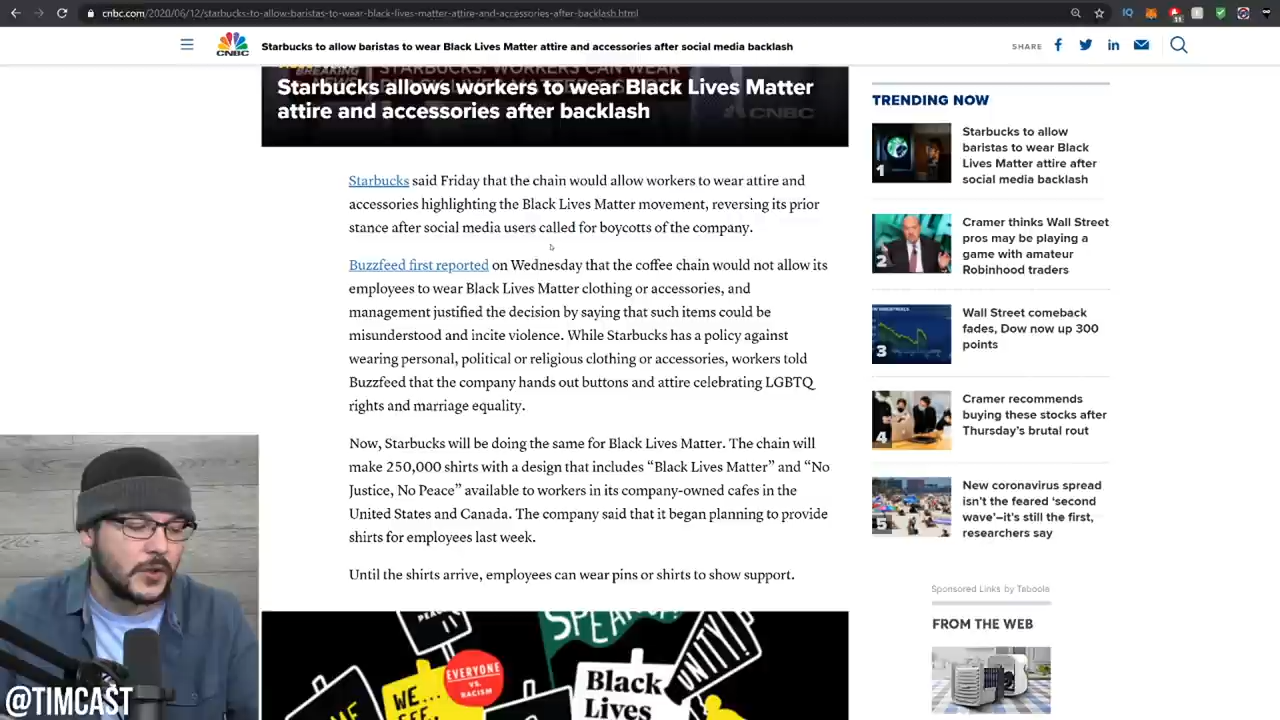 cnbc.com/2020/06/12/starbucks-to-allow-baristas-to-wear-black-lives-matter-attire-and-accessories-after-backlash.html
11
CNBC
Starbucks to allow baristas to wear Black Lives Matter attire and accessories after social media backlash
SHARE
BREAKING
STARBUCKS: WORKERS CAN WEAR
Starbucks allows workers to wear Black Lives Matter
attire and accessories after backlash
CNBC
Starbucks said Friday that the chain would allow workers to wear attire and
accessories highlighting the Black Lives Matter movement, reversing its prior
stance after social media users called for boycotts of the company.
Buzzfeed first reported on Wednesday that the coffee chain would not allow its
employees to wear Black Lives Matter clothing or accessories, and
management justified the decision by saying that such items could be
misunderstood and incite violence. While Starbucks has a policy against
wearing personal, political or religious clothing or accessories, workers told
Buzzfeed that the company hands out buttons and attire celebrating LGBTQ
rights and marriage equality.
Now, Starbucks will be doing the same for Black Lives Matter. The chain will
make 250,000 shirts with a design that includes “Black Lives Matter” and “No
Justice, No Peace” available to workers in its company-owned cafes in the
United States and Canada. The company said that it began planning to provide
shirts for employees last week.
Until the shirts arrive, employees can wear pins or shirts to show support.
SPEAK UP!
UNITY!
EVERYONE
VS.
RACISM
WE...
Black
Lives
TRENDING NOW
1
Starbucks to allow
baristas to wear Black
Lives Matter attire after
social media backlash
2
Cramer thinks Wall Street
pros may be playing a
game with amateur
Robinhood traders
3
Wall Street comeback
fades, Dow now up 300
points
4
Cramer recommends
buying these stocks after
Thursday’s brutal rout
5
New coronavirus spread
isn’t the feared ‘second
wave’—it’s still the first,
researchers say
Sponsored Links by Taboola
FROM THE WEB
@TIMCAST